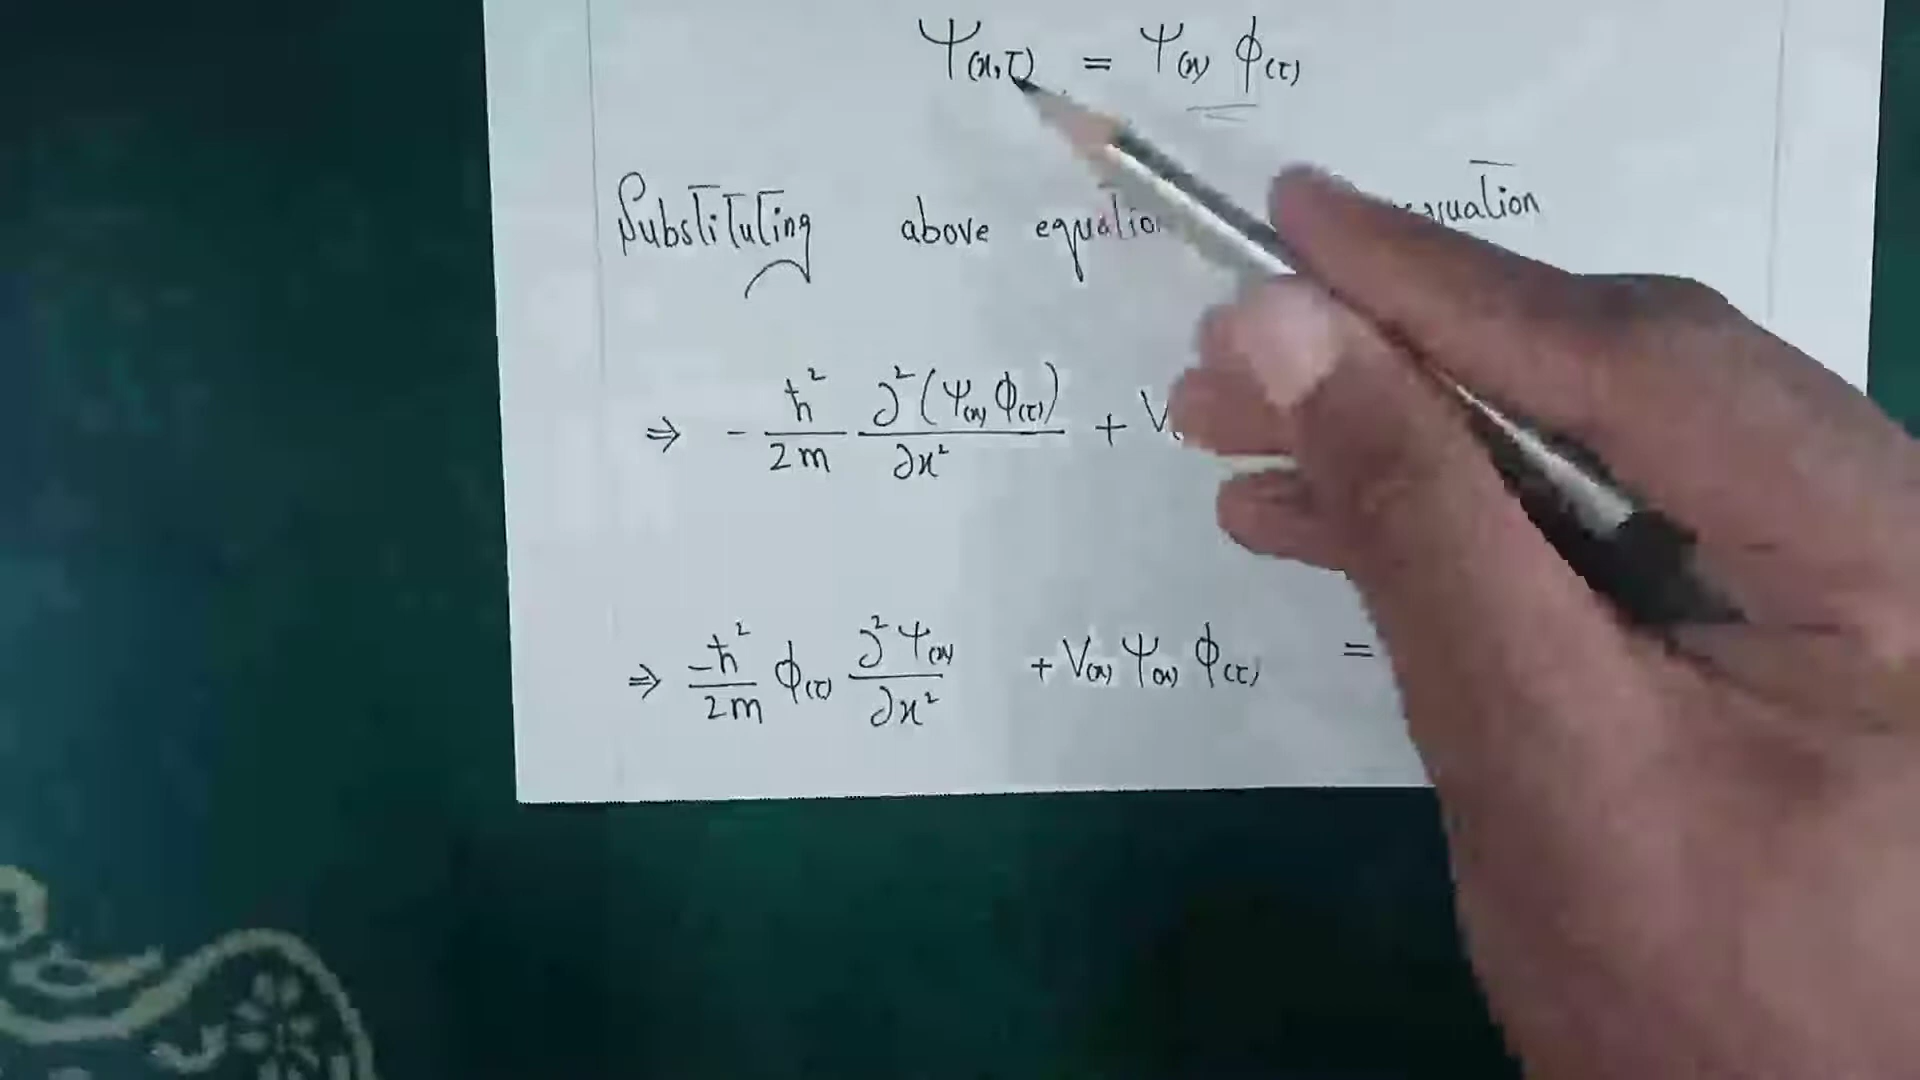 Ψ(x,t) = Ψ(x) ϕ(t)
Substituting above equation
⇒ - ħ²/2m ∂²(Ψ(x) ϕ(t))/∂x² + V
⇒ -ħ²/2m ϕ(t) ∂²Ψ(x)/∂x² + V(x) Ψ(x) ϕ(t) =